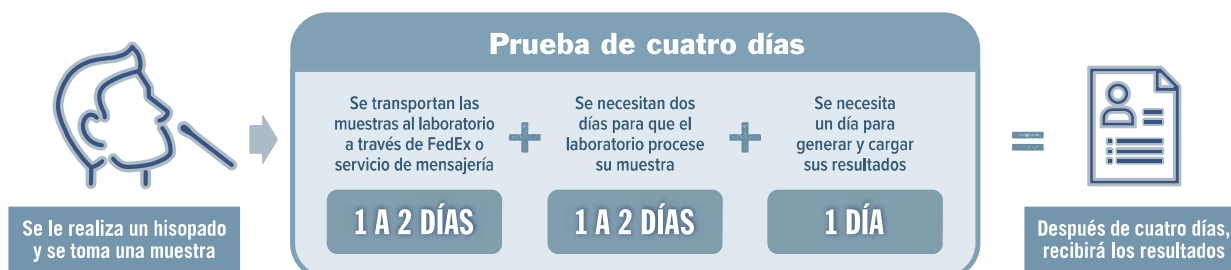 Se le realiza un hisopado
y se toma una muestra
Prueba de cuatro días
Se transportan las
muestras al laboratorio
a través de FedEx o
servicio de mensajería
1 A 2 DÍAS
+
Se necesitan dos
días para que el
laboratorio procese
su muestra
1 A 2 DÍAS
+
Se necesita
un día para
generar y cargar
sus resultados
1 DÍA
=
Después de cuatro días,
recibirá los resultados